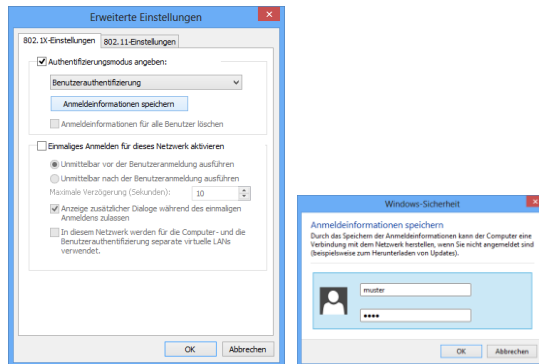 Erweiterte Einstellungen
802.1X-Einstellungen 802.11-Einstellungen
Authentifizierungsmodus angeben:
Benutzerauthentifizierung
Anmeldeinformationen speichern
Anmeldeinformationen für alle Benutzer löschen
Einmaliges Anmelden für dieses Netzwerk aktivieren
Unmittelbar vor der Benutzeranmeldung ausführen
Unmittelbar nach der Benutzeranmeldung ausführen
Maximale Verzögerung (Sekunden): 10
Anzeige zusätzlicher Dialoge während des einmaligen
Anmeldens zulassen
In diesem Netzwerk werden für die Computer- und die
Benutzerauthentifizierung separate virtuelle LANs
verwendet.
OK Abbrechen
Windows-Sicherheit
Anmeldeinformationen speichern
Durch das Speichern der Anmeldeinformationen kann der Computer eine
Verbindung mit dem Netzwerk herstellen, wenn Sie nicht angemeldet sind
(beispielsweise zum Herunterladen von Updates).
muster
••••
OK Abbrechen